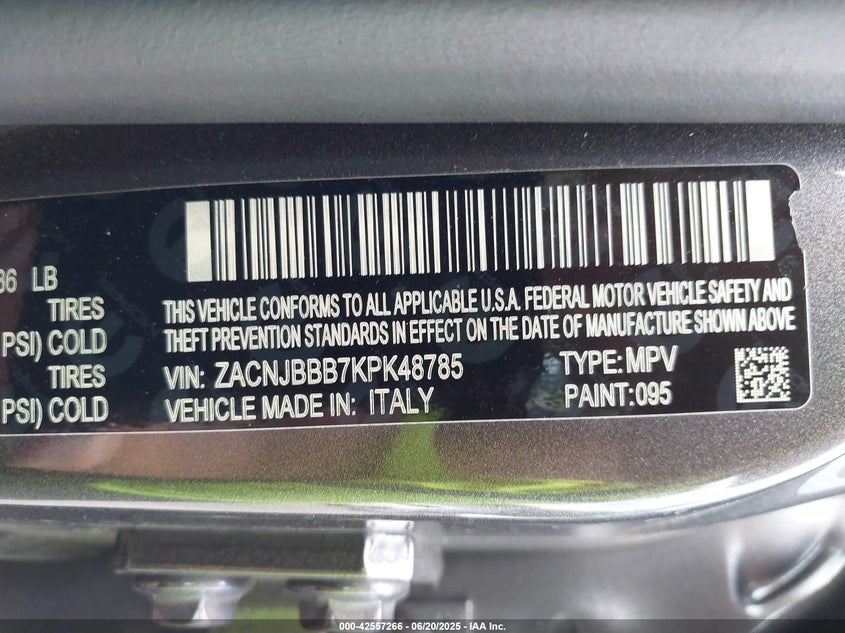 86 LB
TIRES
PSI) COLD
TIRES
PSI) COLD
THIS VEHICLE CONFORMS TO ALL APPLICABLE U.S.A. FEDERAL MOTOR VEHICLE SAFETY AND
THEFT PREVENTION STANDARDS IN EFFECT ON THE DATE OF MANUFACTURE SHOWN ABOVE
VIN: ZACNJBBB7KPK48785 TYPE: MPV
VEHICLE MADE IN: ITALY PAINT: 095
000-42557266 - 06/20/2025 - IAA Inc.